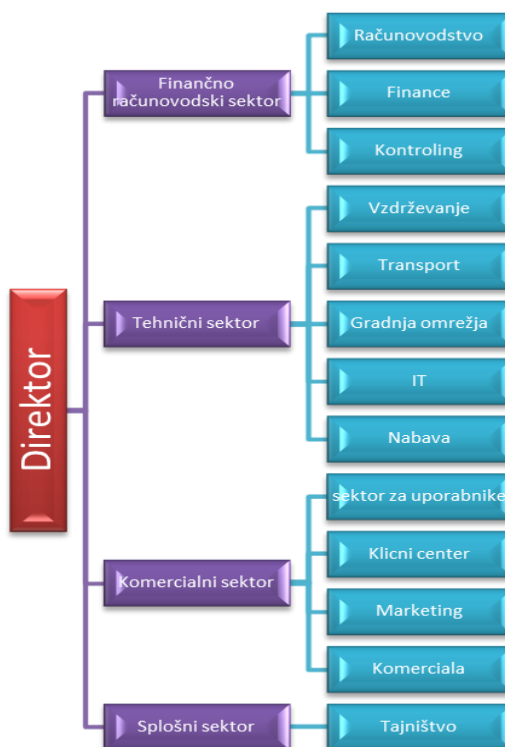 Direktor
Finančno
računovodski sektor
Računovodstvo
Finance
Kontroling
Tehnični sektor
Vzdrževanje
Transport
Gradnja omrežja
IT
Nabava
Komercialni sektor
sektor za uporabnike
Klicni center
Marketing
Komerciala
Splošni sektor
Tajništvo